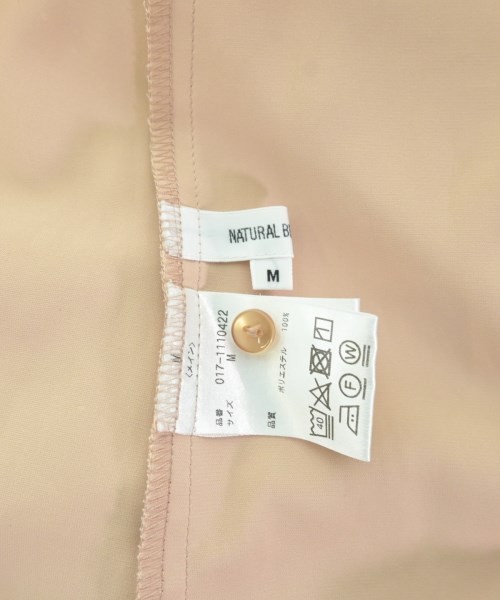 NATURAL B
M
(メイン)
品番
017-1110422
サイズ
M
品質
ポリエステル 100%
40
F
W